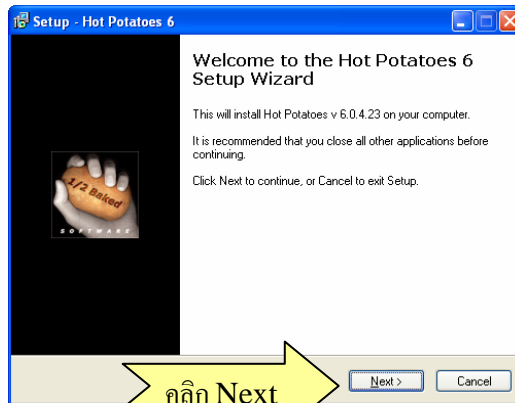 Setup - Hot Potatoes 6
Welcome to the Hot Potatoes 6
Setup Wizard
This will install Hot Potatoes v 6.0.4.23 on your computer.
It is recommended that you close all other applications before
continuing.
Click Next to continue, or Cancel to exit Setup.
1/2 Baked
SOFTWARE
คลิก Next
Next >
Cancel